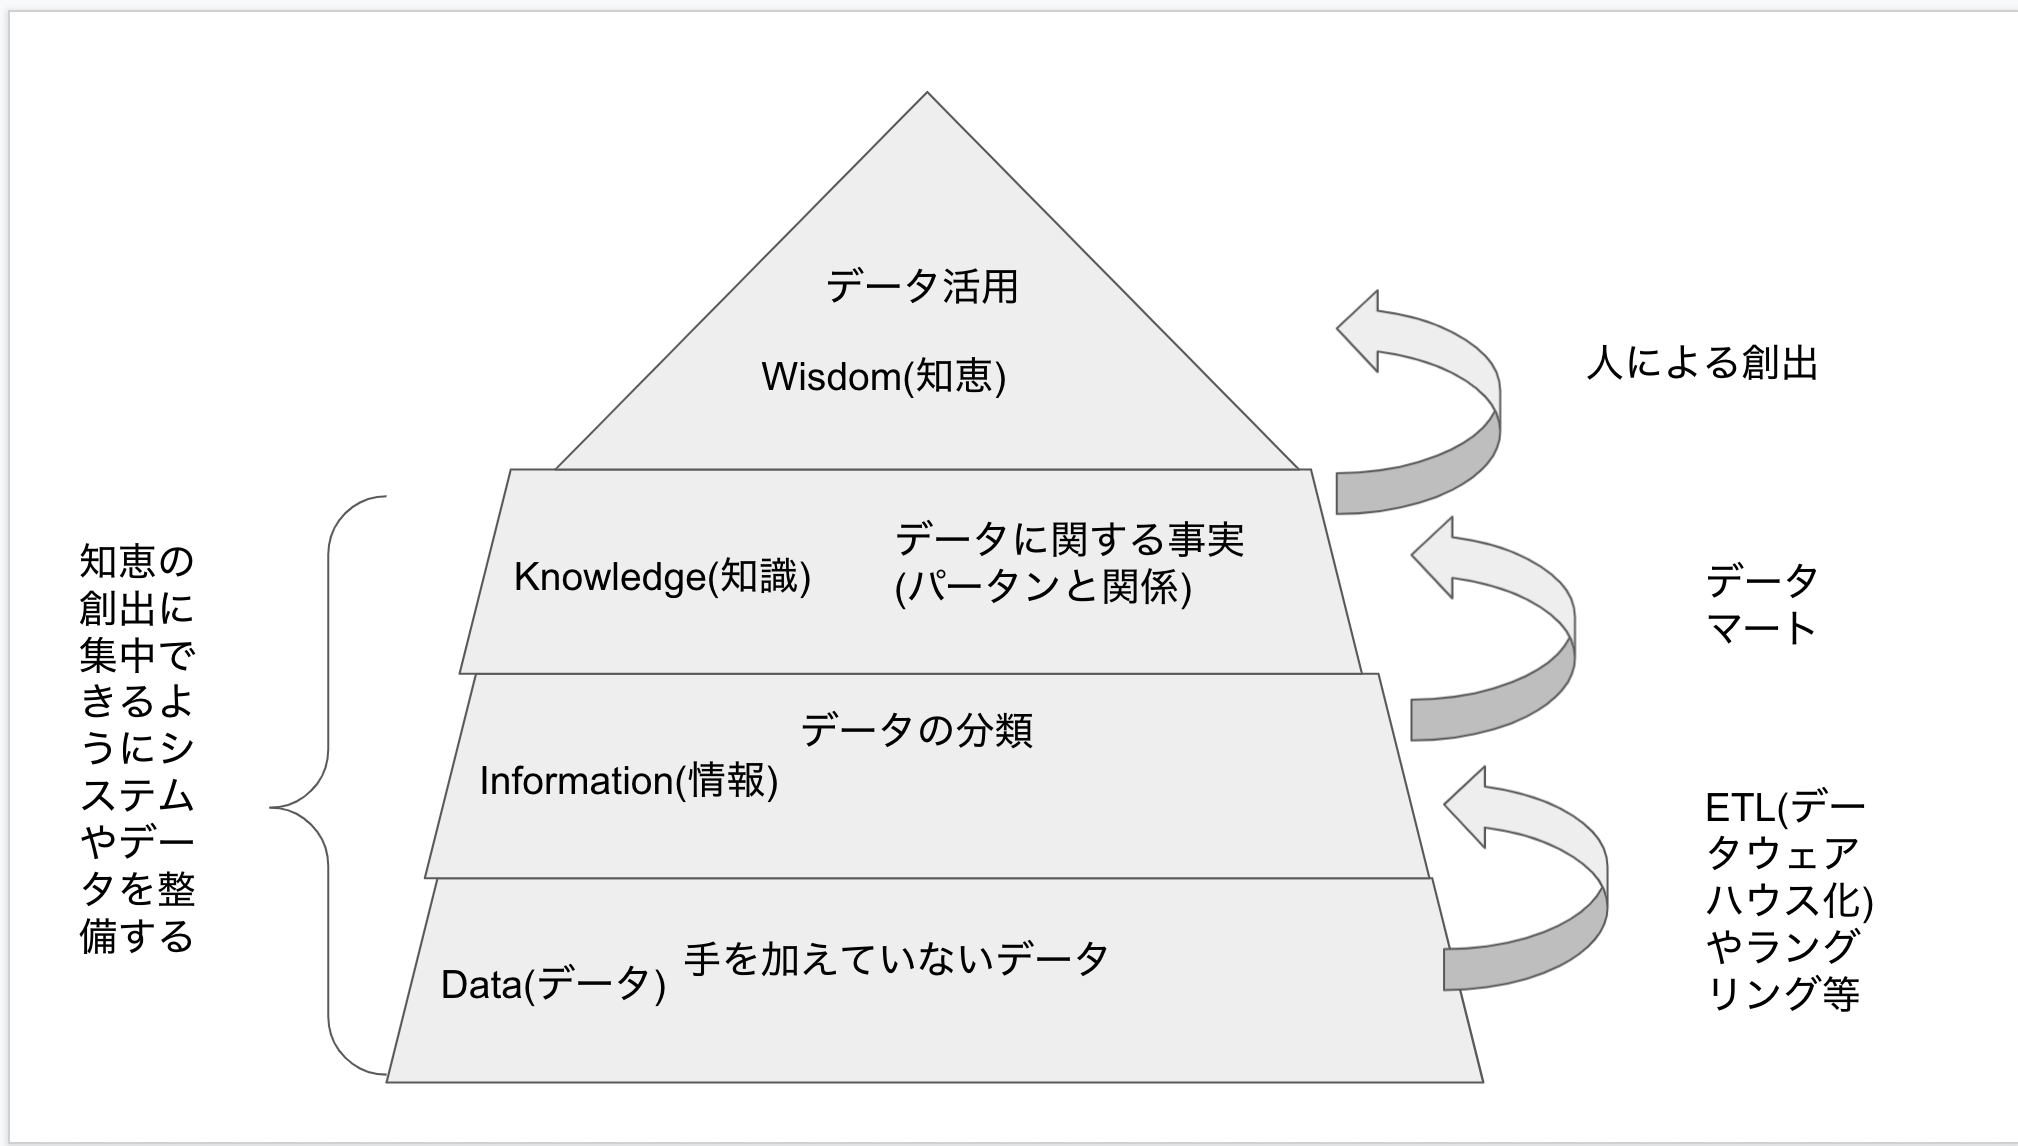 データ活用
Wisdom(知恵)
人による創出
Knowledge(知識)
データに関する事実
(パータンと関係)
データ
マート
データの分類
Information(情報)
ETL(デー
タウェア
ハウス化)
やラング
リング等
手を加えていないデータ
Data(データ)
知恵の
創出に
集中で
きるよ
うにシ
ステム
やデー
タを整
備する